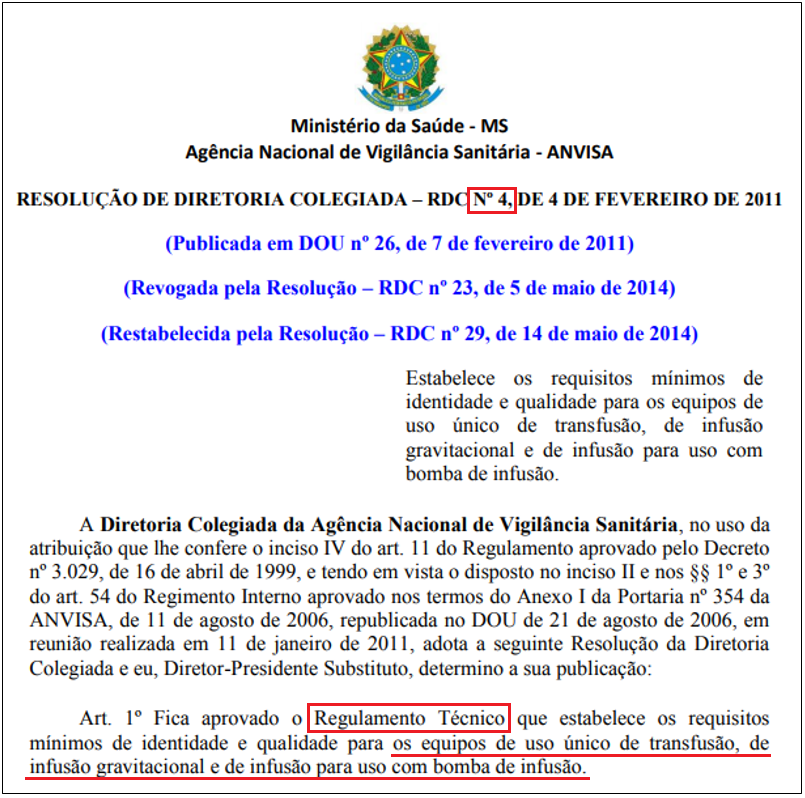 Ministério da Saúde - MS
Agência Nacional de Vigilância Sanitária - ANVISA
RESOLUÇÃO DE DIRETORIA COLEGIADA – RDC Nº 4, DE 4 DE FEVEREIRO DE 2011
(Publicada em DOU nº 26, de 7 de fevereiro de 2011)
(Revogada pela Resolução – RDC nº 23, de 5 de maio de 2014)
(Restabelecida pela Resolução – RDC nº 29, de 14 de maio de 2014)
Estabelece os requisitos mínimos de
identidade e qualidade para os equipos de
uso único de transfusão, de infusão
gravitacional e de infusão para uso com
bomba de infusão.
A Diretoria Colegiada da Agência Nacional de Vigilância Sanitária, no uso da
atribuição que lhe confere o inciso IV do art. 11 do Regulamento aprovado pelo Decreto
nº 3.029, de 16 de abril de 1999, e tendo em vista o disposto no inciso II e nos §§ 1º e 3º
do art. 54 do Regimento Interno aprovado nos termos do Anexo I da Portaria nº 354 da
ANVISA, de 11 de agosto de 2006, republicada no DOU de 21 de agosto de 2006, em
reunião realizada em 11 de janeiro de 2011, adota a seguinte Resolução da Diretoria
Colegiada e eu, Diretor-Presidente Substituto, determino a sua publicação:
Art. 1º Fica aprovado o Regulamento Técnico que estabelece os requisitos
mínimos de identidade e qualidade para os equipos de uso único de transfusão, de
infusão gravitacional e de infusão para uso com bomba de infusão.